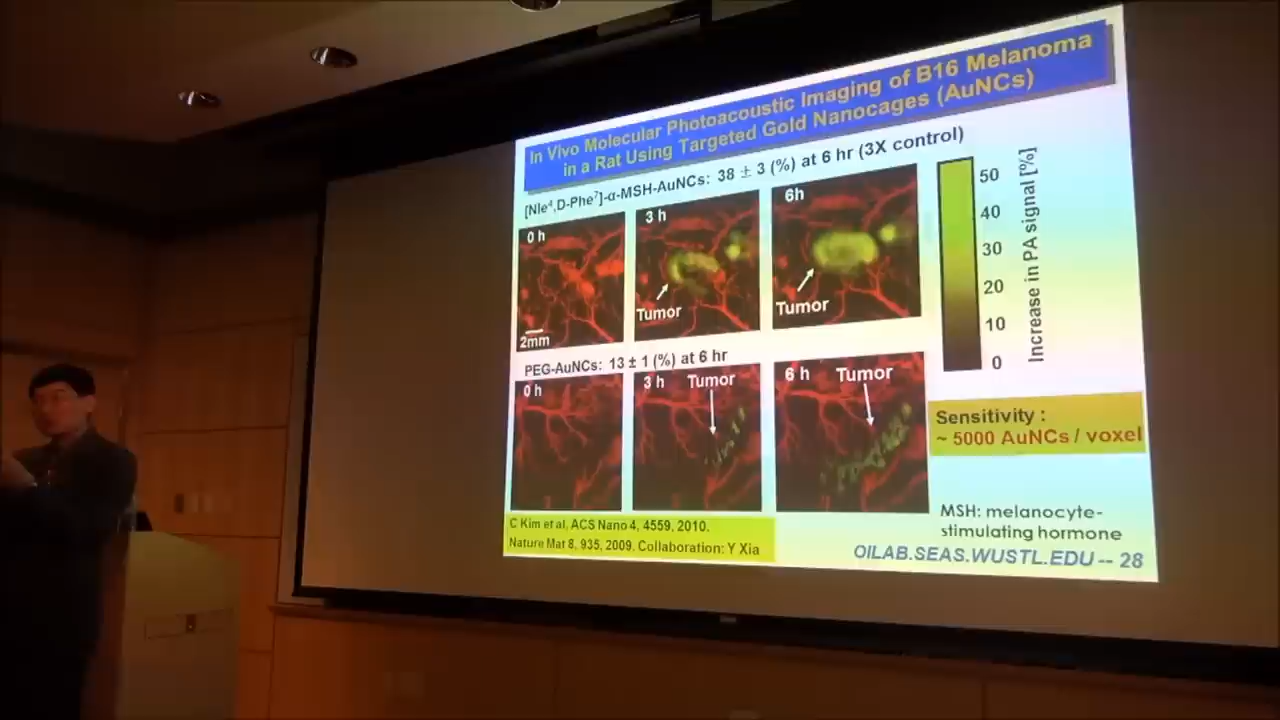 In Vivo Molecular Photoacoustic Imaging of B16 Melanoma
in a Rat Using Targeted Gold Nanocages (AuNCs)
[Nle⁴,D-Phe⁷]-α-MSH-AuNCs: 38 ± 3 (%) at 6 hr (3X control)
0 h
3 h
6h
Tumor
Tumor
2mm
50
40
30
20
10
0
Increase in PA signal [%]
PEG-AuNCs: 13 ± 1 (%) at 6 hr
0 h
3 h
Tumor
6 h
Tumor
Sensitivity :
~ 5000 AuNCs / voxel
MSH: melanocyte-
stimulating hormone
C Kim et al, ACS Nano 4, 4559, 2010.
Nature Mat 8, 935, 2009. Collaboration: Y Xia
OILAB.SEAS.WUSTL.EDU -- 28